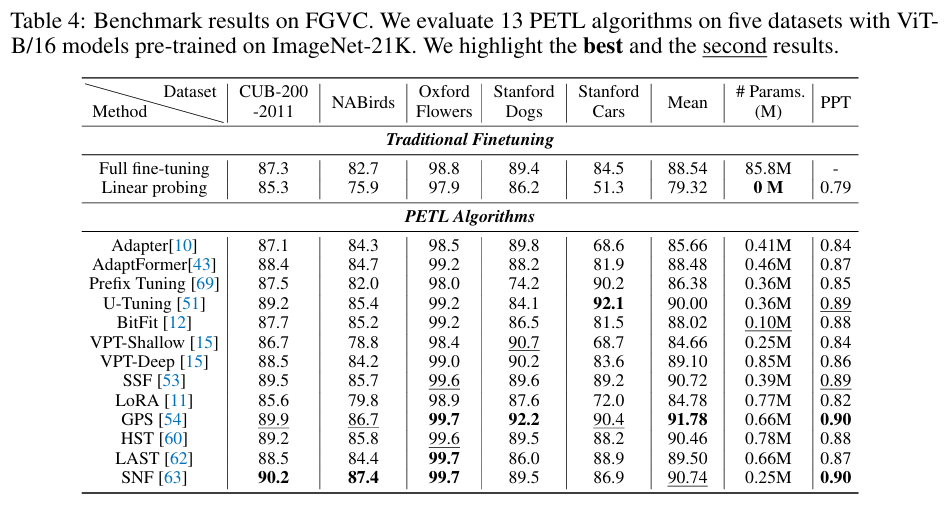 Table 4: Benchmark results on FGVC. We evaluate 13 PETL algorithms on five datasets with ViT-
B/16 models pre-trained on ImageNet-21K. We highlight the best and the second results.
Dataset CUB-200 Oxford Stanford Stanford # Params.
Method -2011 NABirds Flowers Dogs Cars Mean (M) PPT
Traditional Finetuning
Full fine-tuning 87.3 82.7 98.8 89.4 84.5 88.54 85.8M -
Linear probing 85.3 75.9 97.9 86.2 51.3 79.32 0 M 0.79
PETL Algorithms
Adapter[10] 87.1 84.3 98.5 89.8 68.6 85.66 0.41M 0.84
AdaptFormer[43] 88.4 84.7 99.2 88.2 81.9 88.48 0.46M 0.87
Prefix Tuning [69] 87.5 82.0 98.0 74.2 90.2 86.38 0.36M 0.85
U-Tuning [51] 89.2 85.4 99.2 84.1 92.1 90.00 0.36M 0.89
BitFit [12] 87.7 85.2 99.2 86.5 81.5 88.02 0.10M 0.88
VPT-Shallow [15] 86.7 78.8 98.4 90.7 68.7 84.66 0.25M 0.84
VPT-Deep [15] 88.5 84.2 99.0 90.2 83.6 89.10 0.85M 0.86
SSF [53] 89.5 85.7 99.6 89.6 89.2 90.72 0.39M 0.89
LoRA [11] 85.6 79.8 98.9 87.6 72.0 84.78 0.77M 0.82
GPS [54] 89.9 86.7 99.7 92.2 90.4 91.78 0.66M 0.90
HST [60] 89.2 85.8 99.6 89.5 88.2 90.46 0.78M 0.88
LAST [62] 88.5 84.4 99.7 86.0 88.9 89.50 0.66M 0.87
SNF [63] 90.2 87.4 99.7 89.5 86.9 90.74 0.25M 0.90